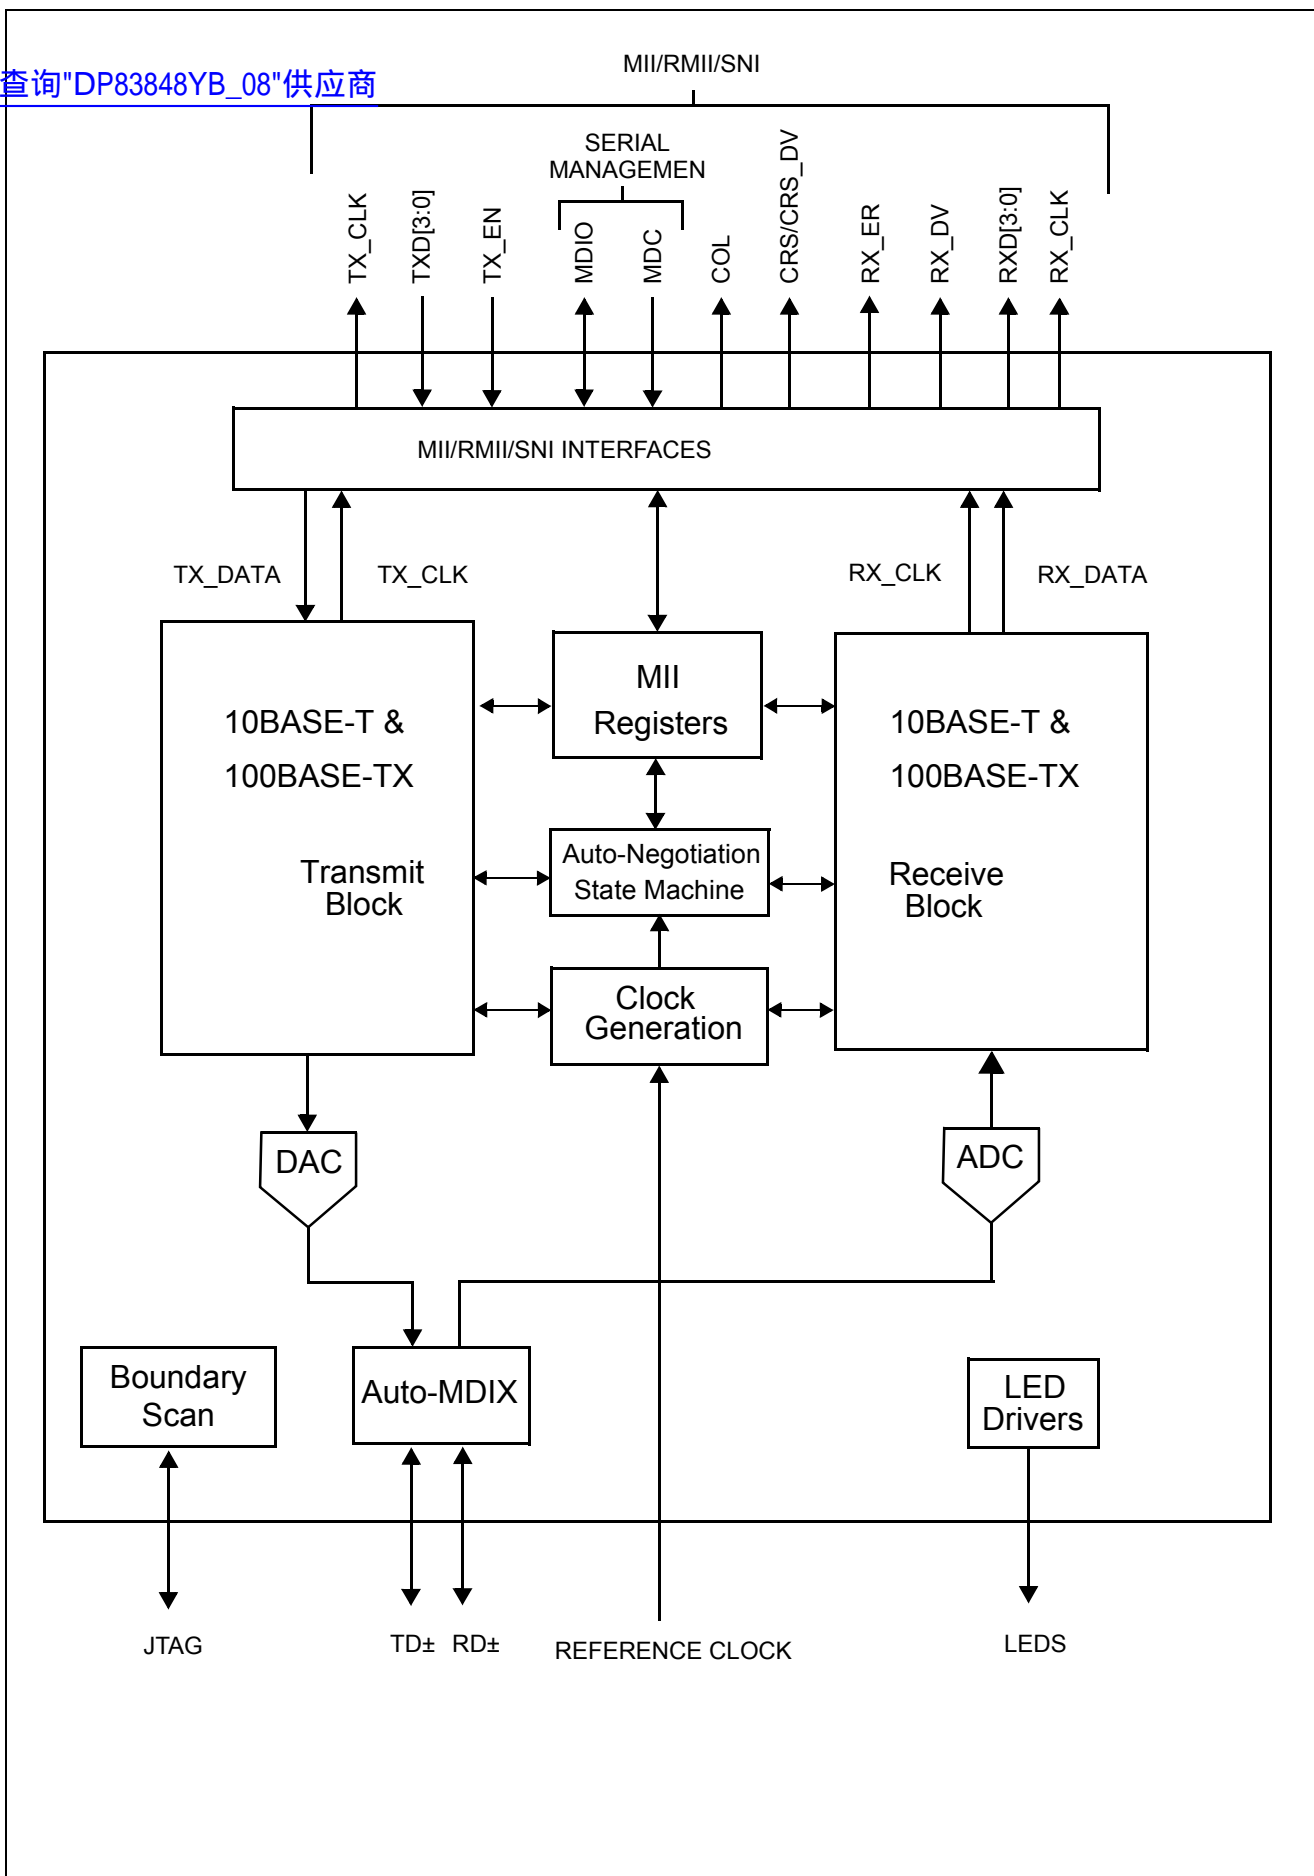 MII/RMII/SNI
查询"DP83848YB_08"供应商
SERIAL
MANAGEMEN
TX_CLK
TXD[3:0]
TX_EN
MDIO
MDC
COL
CRS/CRS_DV
RX_ER
RX_DV
RXD[3:0]
RX_CLK
MII/RMII/SNI INTERFACES
TX_DATA
TX_CLK
RX_CLK
RX_DATA
10BASE-T &
100BASE-TX
Transmit
Block
MII
Registers
Auto-Negotiation
State Machine
Clock
Generation
10BASE-T &
100BASE-TX
Receive
Block
DAC
ADC
Boundary
Scan
Auto-MDIX
LED
Drivers
JTAG
TD±
RD±
REFERENCE CLOCK
LEDS